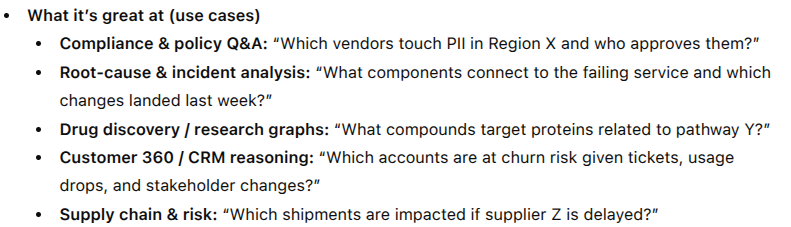 • What it’s great at (use cases)
• Compliance & policy Q&A: “Which vendors touch PII in Region X and who approves them?”
• Root-cause & incident analysis: “What components connect to the failing service and which
changes landed last week?”
• Drug discovery / research graphs: “What compounds target proteins related to pathway Y?”
• Customer 360 / CRM reasoning: “Which accounts are at churn risk given tickets, usage
drops, and stakeholder changes?”
• Supply chain & risk: “Which shipments are impacted if supplier Z is delayed?”